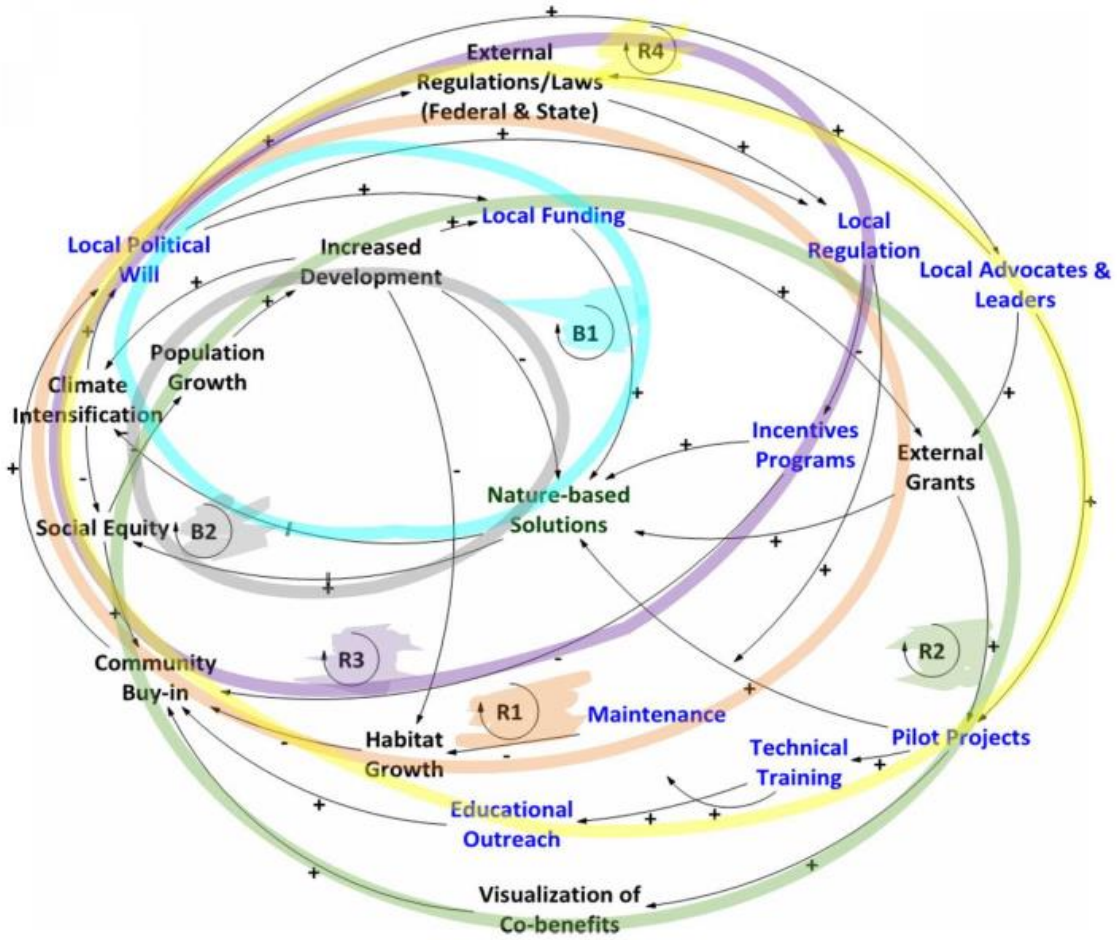 +
External
Regulations/Laws
(Federal & State)
R4
+
+
+
+
+
Local Political
Will
+
Local Funding
Local
Regulation
Local Advocates &
Leaders
Increased
Development
+
+
+
+
B1
-
-
Population
Growth
Climate
Intensification
+
+
+
Incentives
Programs
External
Grants
+
-
-
+
-
+
Nature-based
Solutions
Social Equity
B2
+
+
+
+
+
Community
Buy-in
R3
-
R2
+
R1
Maintenance
+
Habitat
Growth
-
-
Pilot Projects
Technical
Training
+
Educational
Outreach
+
+
+
+
+
Visualization of
Co-benefits